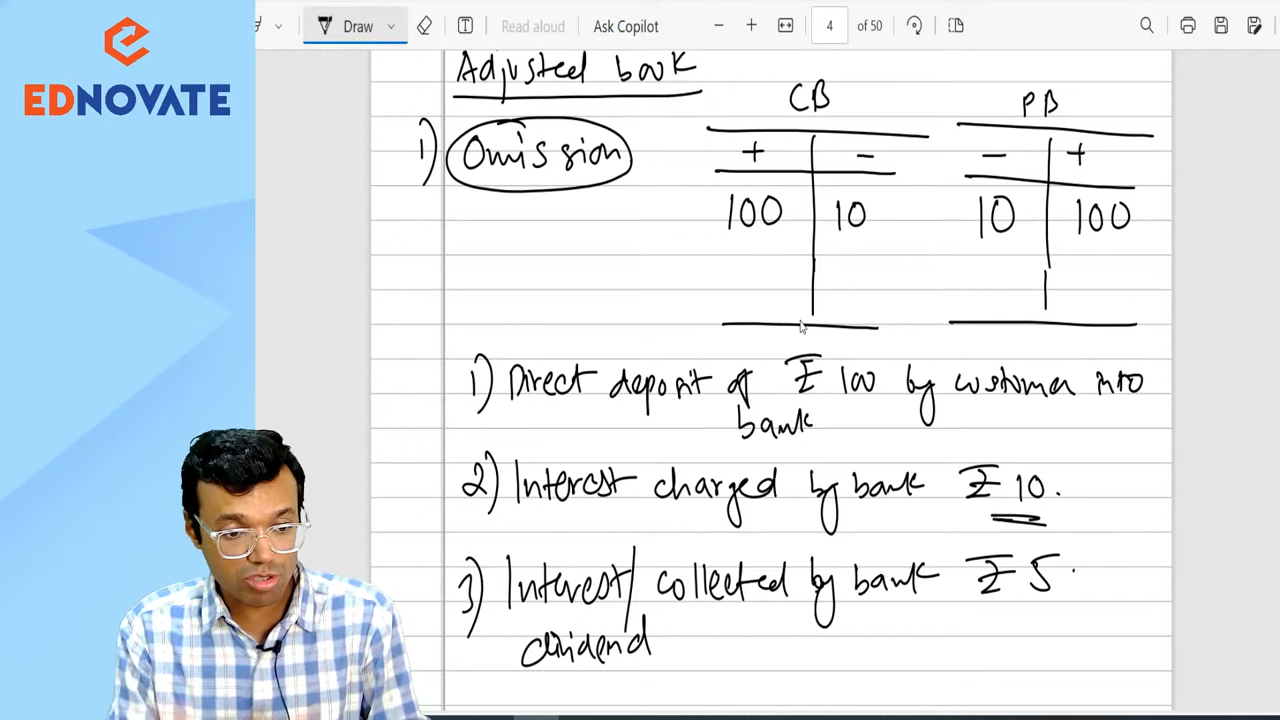 Draw
Read aloud
Ask Copilot
4
of 50
EDNOVATE
Adjusted book
CB
PB
1) Omission
+ - - +
100 10 10 100
1) Direct deposit of ₹ 100 by customer into
bank
2) Interest charged by bank ₹ 10.
3) Interest/ collected by bank ₹ 5.
dividend